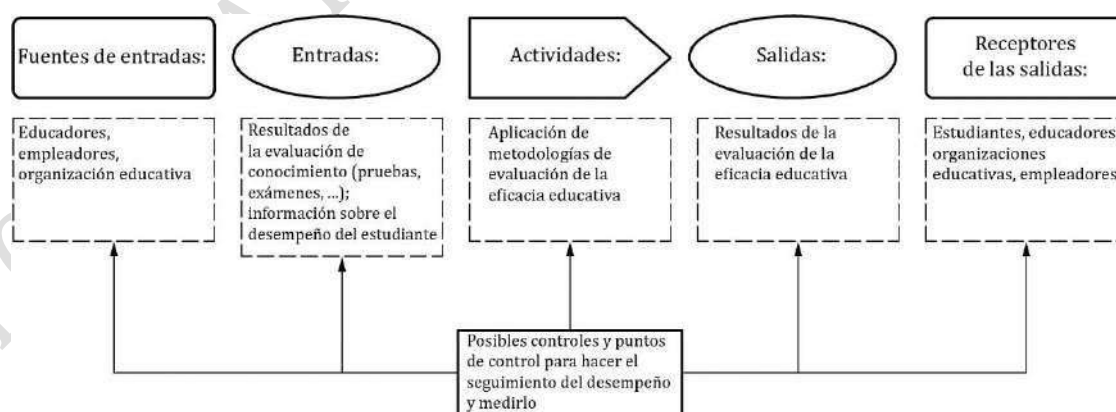 Fuentes de entradas:
Entradas:
Actividades:
Salidas:
Receptores
de las salidas:
Educadores,
empleadores,
organización educativa
Resultados de
la evaluación de
conocimiento (pruebas,
exámenes, ...);
información sobre el
desempeño del estudiante
Aplicación de
metodologías de
evaluación de la
eficacia educativa
Resultados de la
evaluación de la
eficacia educativa
Estudiantes, educadores,
organizaciones
educativas, empleadores
Posibles controles y puntos
de control para hacer el
seguimiento del desempeño
y medirlo